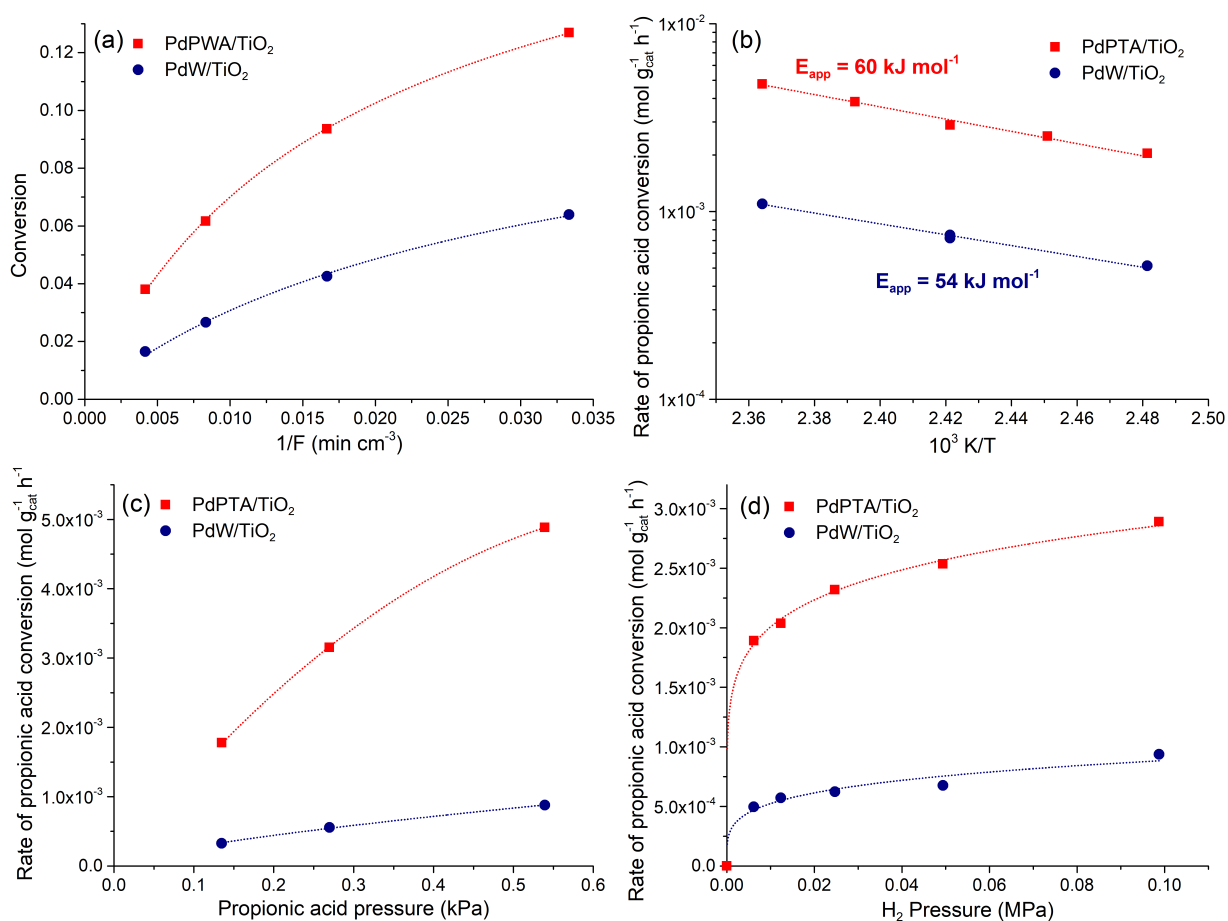 (a)
PdPWA/TiO₂
PdW/TiO₂
Conversion
0.12
0.10
0.08
0.06
0.04
0.02
0.00
0.000 0.005 0.010 0.015 0.020 0.025 0.030 0.035
1/F (min cm⁻³)
(b)
PdPTA/TiO₂
PdW/TiO₂
E_app = 60 kJ mol⁻¹
E_app = 54 kJ mol⁻¹
Rate of propionic acid conversion (mol g⁻¹_cat h⁻¹)
1x10⁻²
1x10⁻³
1x10⁻⁴
2.36 2.38 2.40 2.42 2.44 2.46 2.48 2.50
10³ K/T
(c)
PdPTA/TiO₂
PdW/TiO₂
Rate of propionic acid conversion (mol g⁻¹_cat h⁻¹)
5.0x10⁻³
4.0x10⁻³
3.0x10⁻³
2.0x10⁻³
1.0x10⁻³
0.0
0.0 0.1 0.2 0.3 0.4 0.5 0.6
Propionic acid pressure (kPa)
(d)
PdPTA/TiO₂
PdW/TiO₂
Rate of propionic acid conversion (mol g⁻¹_cat h⁻¹)
3.0x10⁻³
2.5x10⁻³
2.0x10⁻³
1.5x10⁻³
1.0x10⁻³
5.0x10⁻⁴
0.0
0.00 0.02 0.04 0.06 0.08 0.10
H₂ Pressure (MPa)